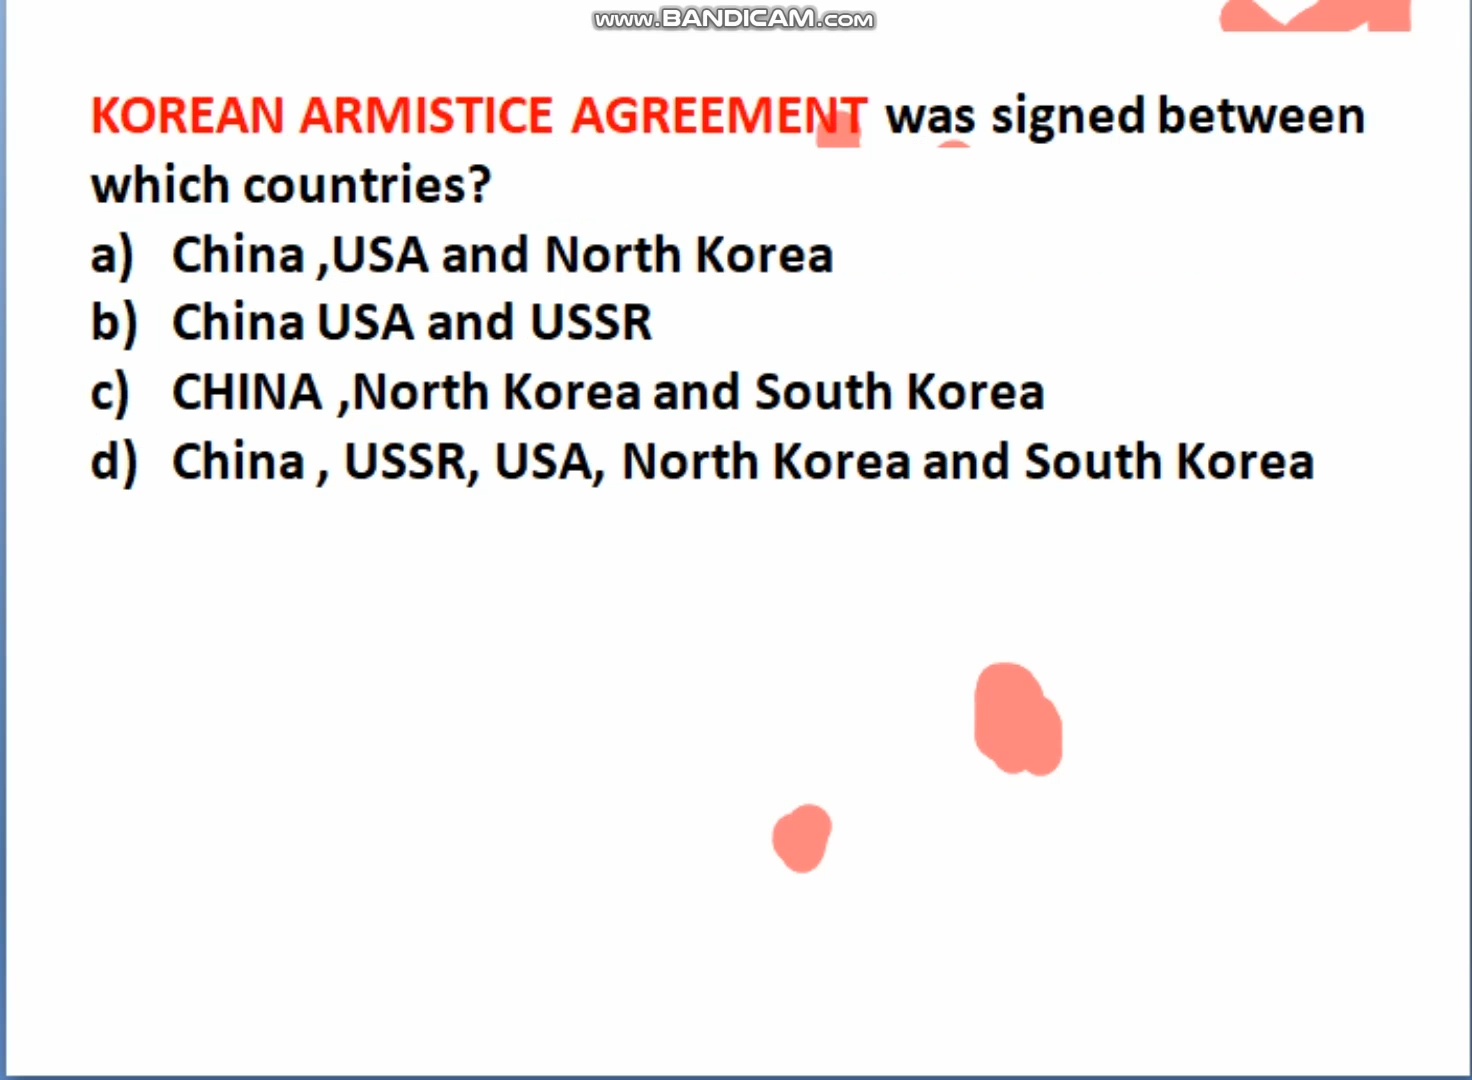 www.BANDICAM.com
KOREAN ARMISTICE AGREEMENT was signed between
which countries?
a) China ,USA and North Korea
b) China USA and USSR
c) CHINA ,North Korea and South Korea
d) China , USSR, USA, North Korea and South Korea